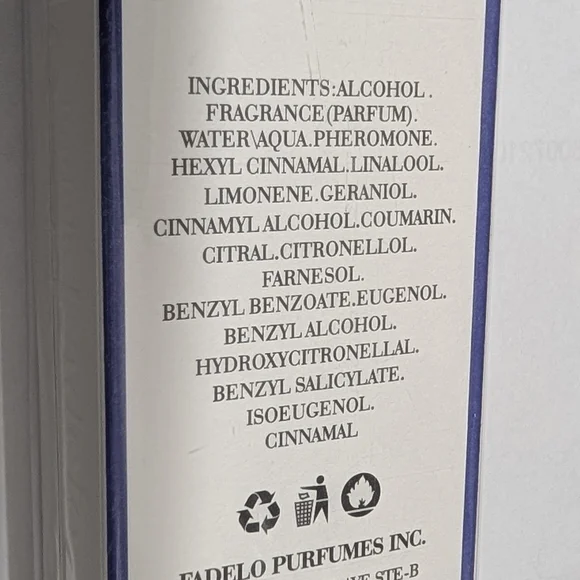 INGREDIENTS:ALCOHOL.
FRAGRANCE(PARFUM).
WATER\AQUA.PHEROMONE.
HEXYL CINNAMAL.LINALOOL.
LIMONENE.GERANIOL.
CINNAMYL ALCOHOL.COUMARIN.
CITRAL.CITRONELLOL.
FARNESOL.
BENZYL BENZOATE.EUGENOL.
BENZYL ALCOHOL.
HYDROXYCITRONELLAL.
BENZYL SALICYLATE.
ISOEUGENOL.
CINNAMAL
FADELO PURFUMES INC.
STE-B